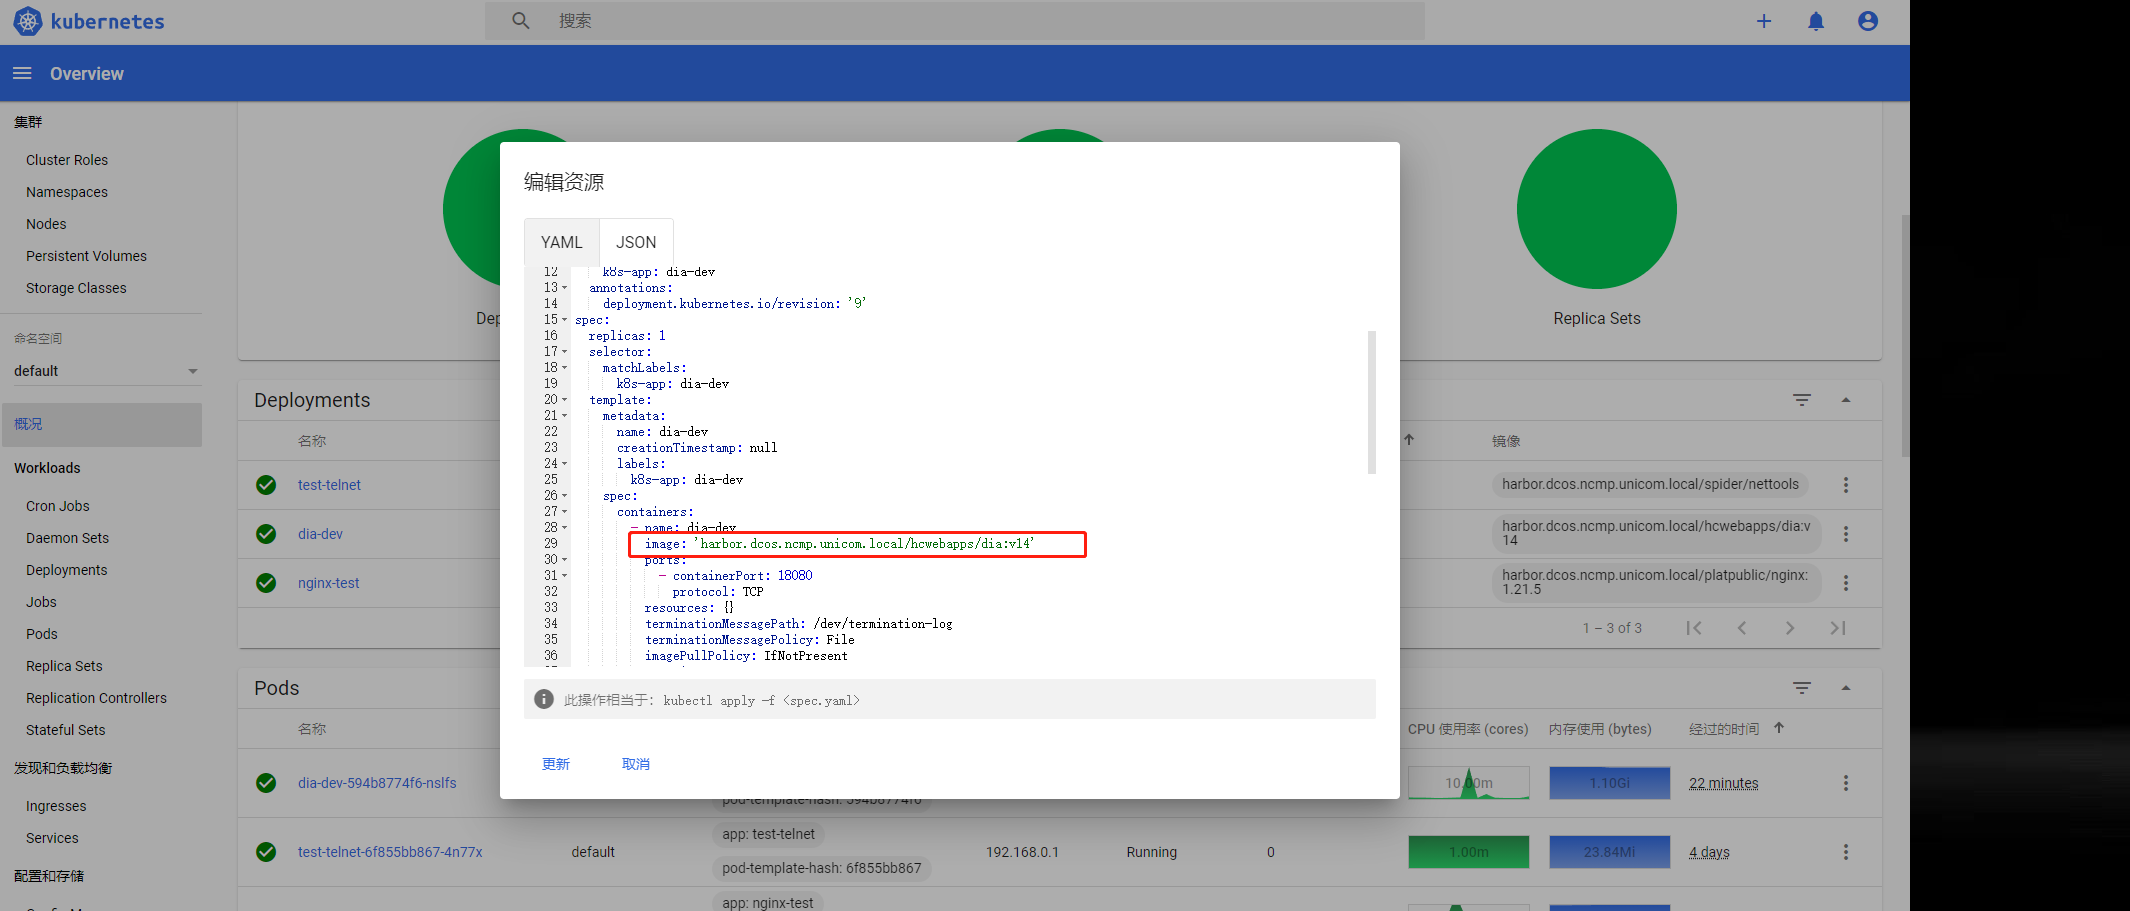 kubernetes
搜索
Overview
集群
Cluster Roles
Namespaces
Nodes
Persistent Volumes
Storage Classes
命名空间
default
概况
Workloads
Cron Jobs
Daemon Sets
Deployments
Jobs
Pods
Replica Sets
Replication Controllers
Stateful Sets
发现和负载均衡
Ingresses
Services
配置和存储
Replica Sets
Deployments
名称
镜像
test-telnet
harbor.dcos.ncmp.unicom.local/spider/nettools
dia-dev
harbor.dcos.ncmp.unicom.local/hcwebapps/dia:v
14
nginx-test
harbor.dcos.ncmp.unicom.local/platpublic/nginx:
1.21.5
1 – 3 of 3
Pods
名称
CPU 使用率 (cores)
内存使用 (bytes)
经过的时间
dia-dev-594b8774f6-nslfs
pod-template-hash: 594b8774f6
10.00m
1.10Gi
22 minutes
test-telnet-6f855bb867-4n77x
default
app: test-telnet
pod-template-hash: 6f855bb867
192.168.0.1
Running
0
1.00m
23.84Mi
4 days
app: nginx-test
编辑资源
YAML
JSON
12 k8s-app: dia-dev
13 annotations:
14 deployment.kubernetes.io/revision: '9'
15 spec:
16 replicas: 1
17 selector:
18 matchLabels:
19 k8s-app: dia-dev
20 template:
21 metadata:
22 name: dia-dev
23 creationTimestamp: null
24 labels:
25 k8s-app: dia-dev
26 spec:
27 containers:
28 - name: dia-dev
29 image: 'harbor.dcos.ncmp.unicom.local/hcwebapps/dia:v14'
30 ports:
31 - containerPort: 18080
32 protocol: TCP
33 resources: {}
34 terminationMessagePath: /dev/termination-log
35 terminationMessagePolicy: File
36 imagePullPolicy: IfNotPresent
此操作相当于: kubectl apply -f <spec.yaml>
更新
取消